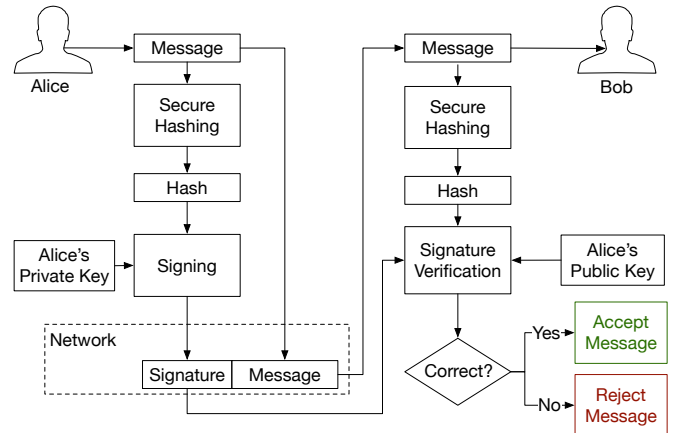 Alice
Message
Secure
Hashing
Hash
Alice's
Private Key
Signing
Network
Signature
Message
Message
Bob
Secure
Hashing
Hash
Signature
Verification
Alice's
Public Key
Correct?
Yes
Accept
Message
No
Reject
Message